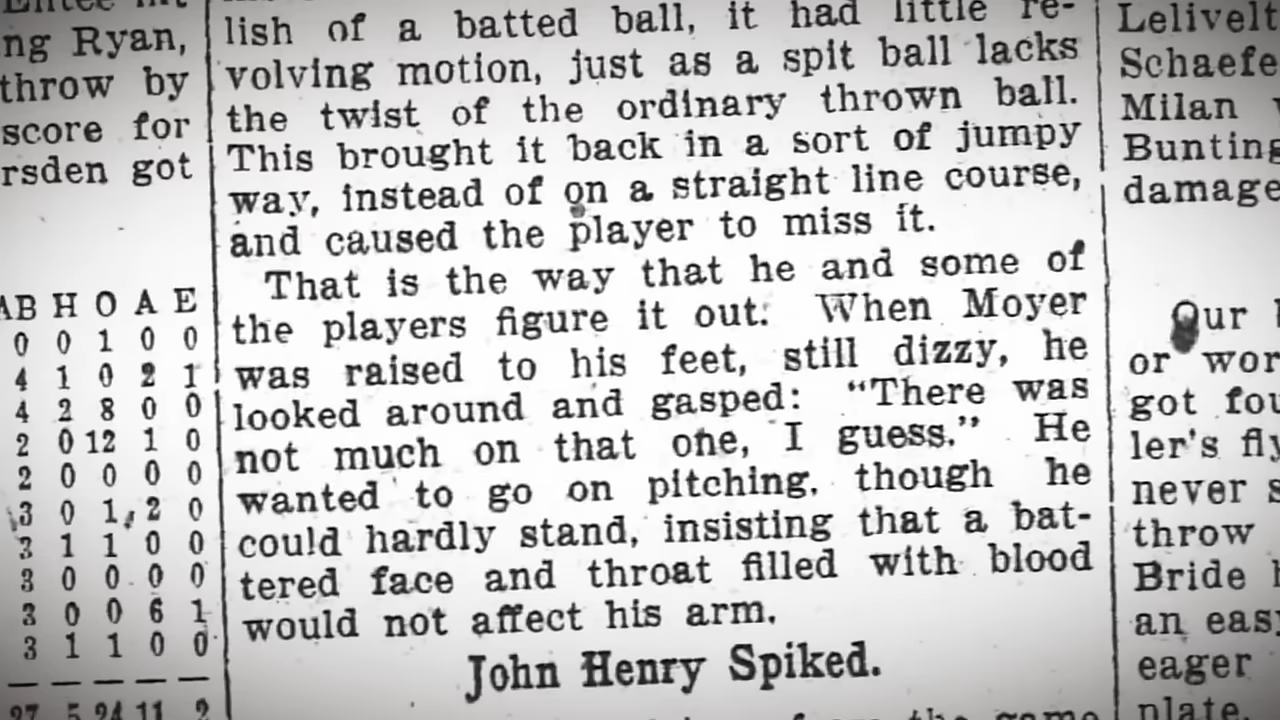 ng Ryan,
throw by
score for
rsden got
AB H O A E
0 0 1 0 0
4 1 0 2 1
4 2 8 0 0
2 0 12 1 0
2 0 0 0 0
3 0 1 2 0
3 1 1 0 0
3 0 0 0 0
3 0 0 6 1
3 1 1 0 0
27 5 24 11 2
lish of a batted ball, it had little re-
volving motion, just as a spit ball lacks
the twist of the ordinary thrown ball.
This brought it back in a sort of jumpy
way, instead of on a straight line course,
and caused the player to miss it.
That is the way that he and some of
the players figure it out. When Moyer
was raised to his feet, still dizzy, he
looked around and gasped: “There was
not much on that one, I guess.” He
wanted to go on pitching, though he
could hardly stand, insisting that a bat-
tered face and throat filled with blood
would not affect his arm.
John Henry Spiked.
from the game
Lelivelt
Schaefe
Milan
Bunting
damage
Our
or wor
got fou
ler's fly
never s
throw
Bride
an easy
eager
plate.